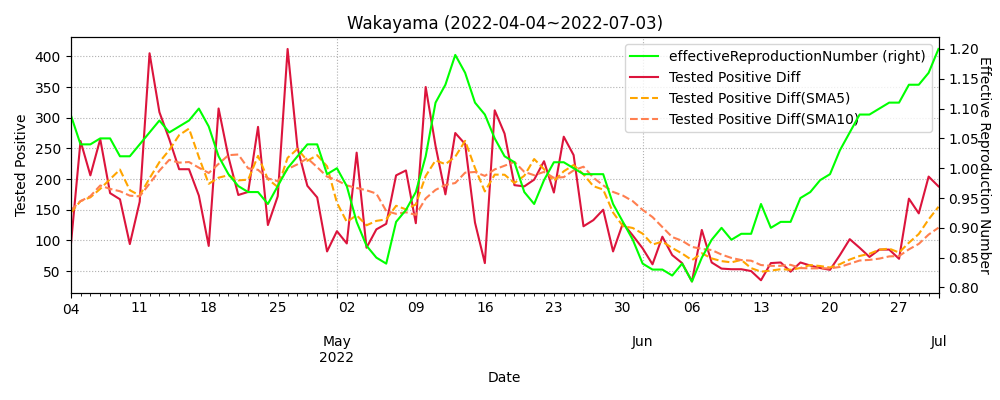 Wakayama (2022-04-04~2022-07-03)
effectiveReproductionNumber (right)
Tested Positive Diff
Tested Positive Diff(SMA5)
Tested Positive Diff(SMA10)
Tested Positive
400
350
300
250
200
150
100
50
1.20
1.15
1.10
1.05
1.00
0.95
0.90
0.85
0.80
Effective Reproduction Number
04 11 18 25 02 09 16 23 30 06 13 20 27
May Jun Jul
2022
Date